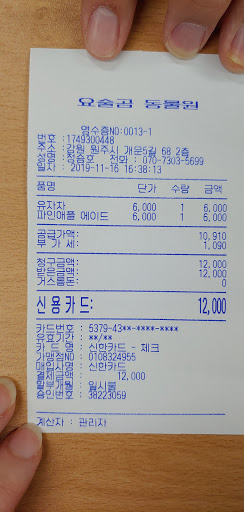 요술곰 동물원
영수증NO:0013-1
번호 :1749300448
주소 : 강원 원주시 개운5길 68 2층
전화 : 070-7303-5699
일시 : 2019-11-16 16:38:13
품명 단가 수량 금액
유자차 6,000 1 6,000
파인애플 에이드 6,000 1 6,000
공급가액: 10,910
부 가 세: 1,090
청구금액: 12,000
받은금액: 12,000
거스름돈: 0
신용카드: 12,000
카드번호 : 5379-43**-****-****
유효기간 : **/**
카 드 명 : 신한카드 - 체크
가맹점NO : 0108324955
매입사명 : 신한카드
결제금액 : 12,000
할부개월 : 일시불
승인번호 : 38223059
계산자 : 관리자